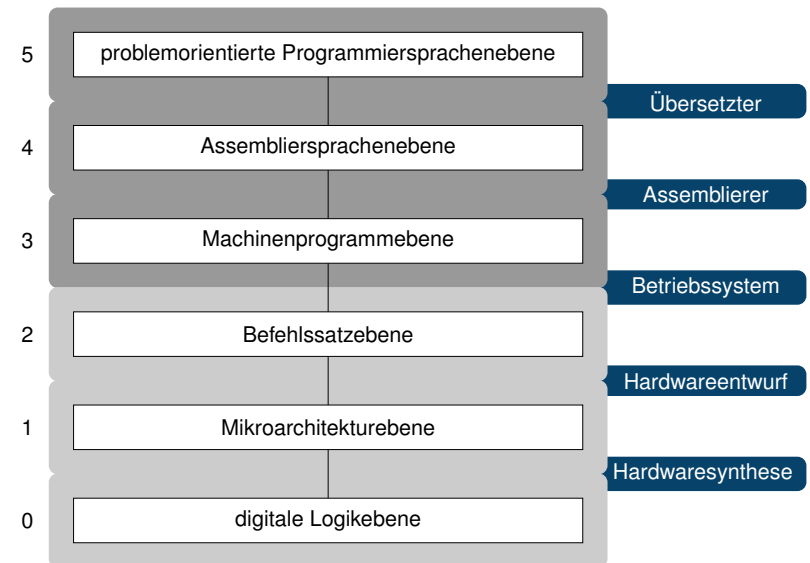 5
problemorientierte Programmiersprachenebene
Übersetzter
4
Assembliersprachenebene
Assemblierer
3
Machinenprogrammebene
Betriebssystem
2
Befehlssatzebene
Hardwareentwurf
1
Mikroarchitekturebene
Hardwaresynthese
0
digitale Logikebene